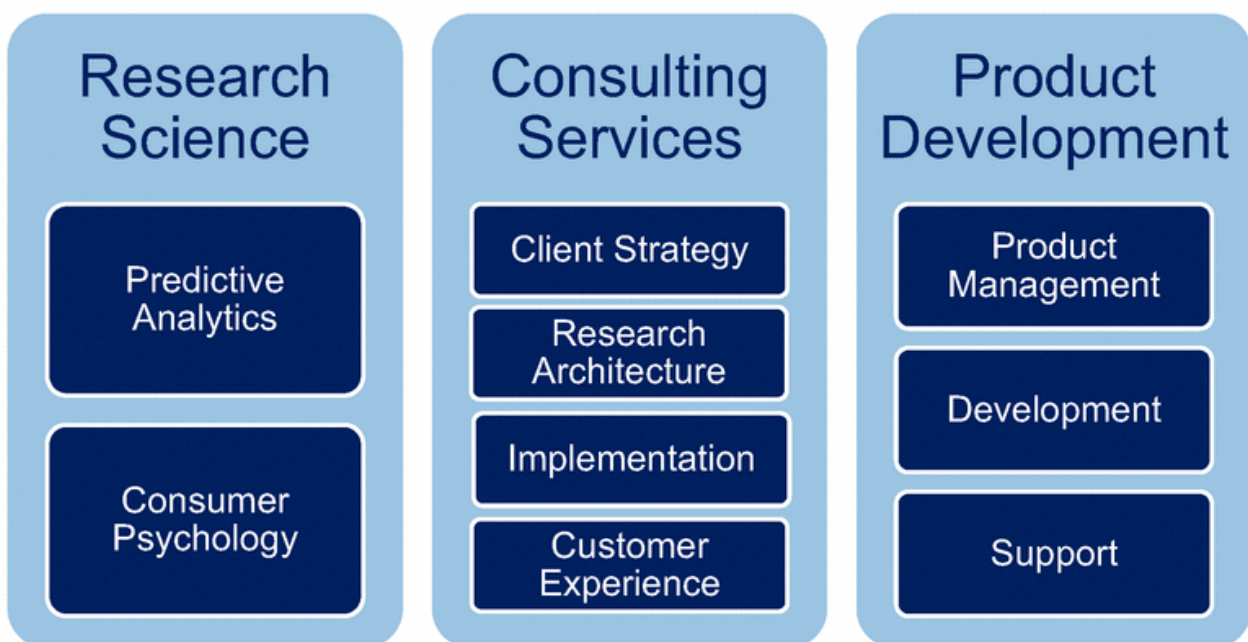 Research
Science
Predictive
Analytics
Consumer
Psychology
Consulting
Services
Client Strategy
Research
Architecture
Implementation
Customer
Experience
Product
Development
Product
Management
Development
Support